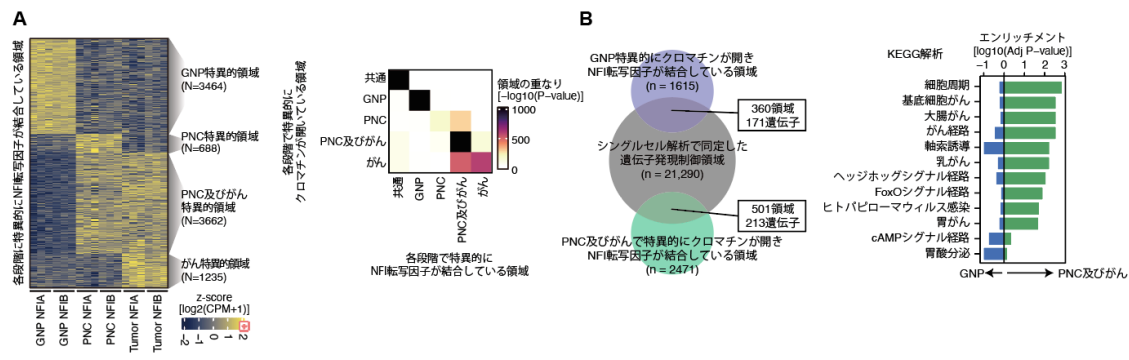 A
各段階に特異的にNFI転写因子が結合している領域
GNP特異的領域
(N=3464)
PNC特異的領域
(N=688)
PNC及びがん
特異的領域
(N=3662)
がん特異的領域
(N=1235)
GNP NFIA
GNP NFIB
PNC NFIA
PNC NFIB
Tumor NFIA
Tumor NFIB
z-score
[log2(CPM+1)]
-2
-1
0
1
2
各段階で特異的に
クロマチンが開いている領域
共通
GNP
PNC
PNC及びがん
がん
共通
GNP
PNC
PNC及びがん
がん
各段階で特異的に
NFI転写因子が結合している領域
領域の重なり
[-log10(P-value)]
1000
750
500
250
0
B
GNP特異的にクロマチンが開き
NFI転写因子が結合している領域
(n = 1615)
360領域
171遺伝子
シングルセル解析で同定した
遺伝子発現制御領域
(n = 21,290)
501領域
213遺伝子
PNC及びがんで特異的にクロマチンが開き
NFI転写因子が結合している領域
(n = 2471)
KEGG解析
エンリッチメント
[log10(Adj P-value)]
−1 0 1 2 3
細胞周期
基底細胞がん
大腸がん
がん経路
軸索誘導
乳がん
ヘッジホッグシグナル経路
FoxOシグナル経路
ヒトパピローマウィルス感染
胃がん
cAMPシグナル経路
胃酸分泌
GNP
PNC及びがん